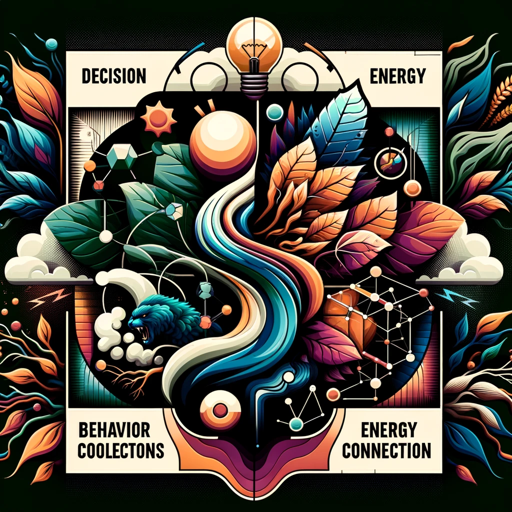 DECISION
ENERGY
BEHAVIOR
COOLECTONS
ENERGY
CONNECTION